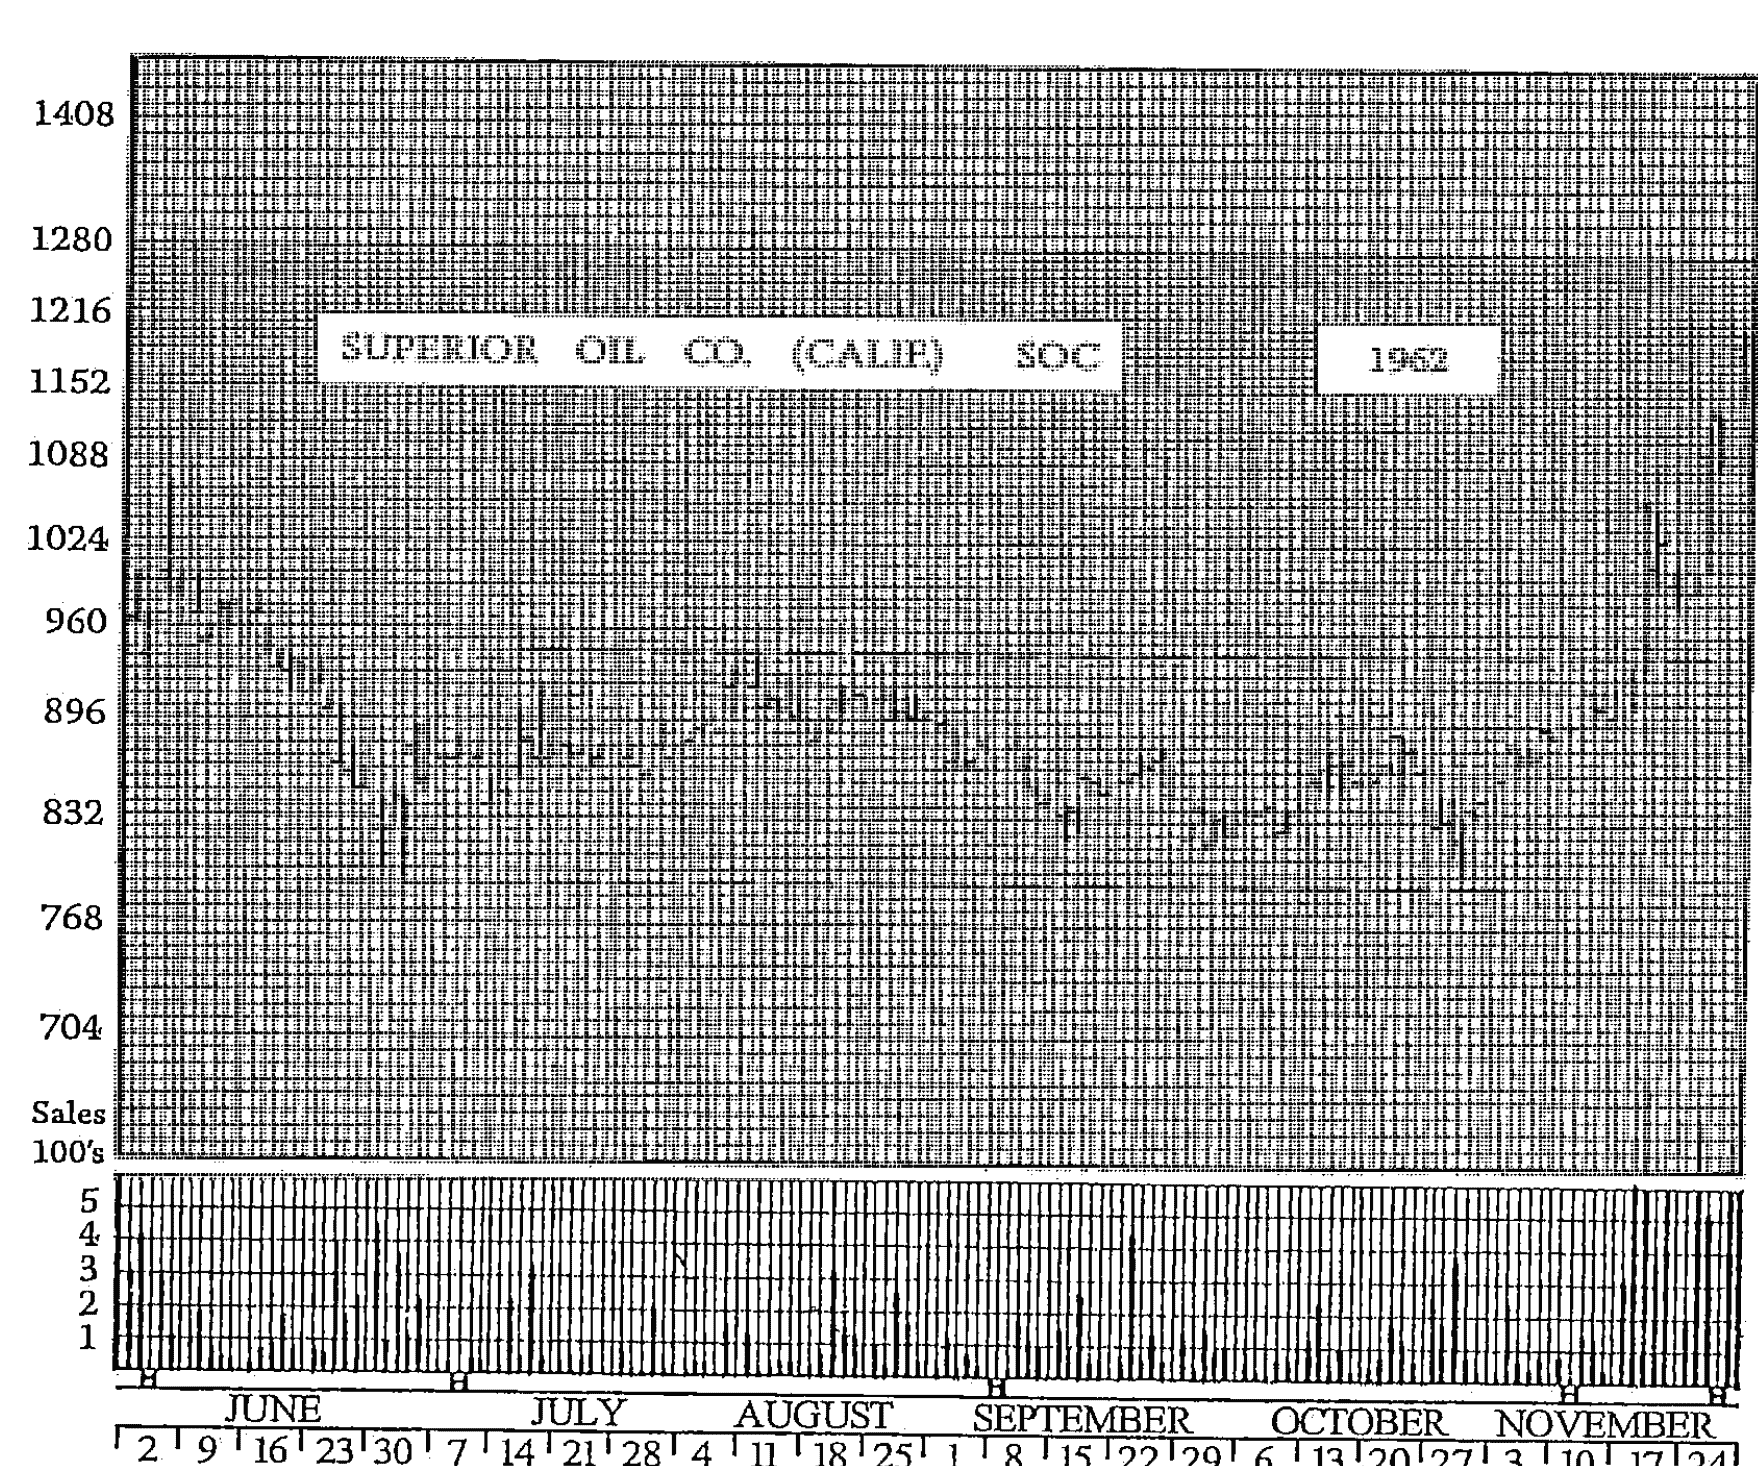 1408
1280
1216
SUPERIOR OIL CO. (CALIF.) SOC 1962
1152
1088
1024
960
896
832
768
704
Sales
100's
5
4
3
2
1
H H H H H
JUNE JULY AUGUST SEPTEMBER OCTOBER NOVEMBER
2 9 16 23 30 7 14 21 28 4 11 18 25 1 8 15 22 29 6 13 20 27 3 10 17 24